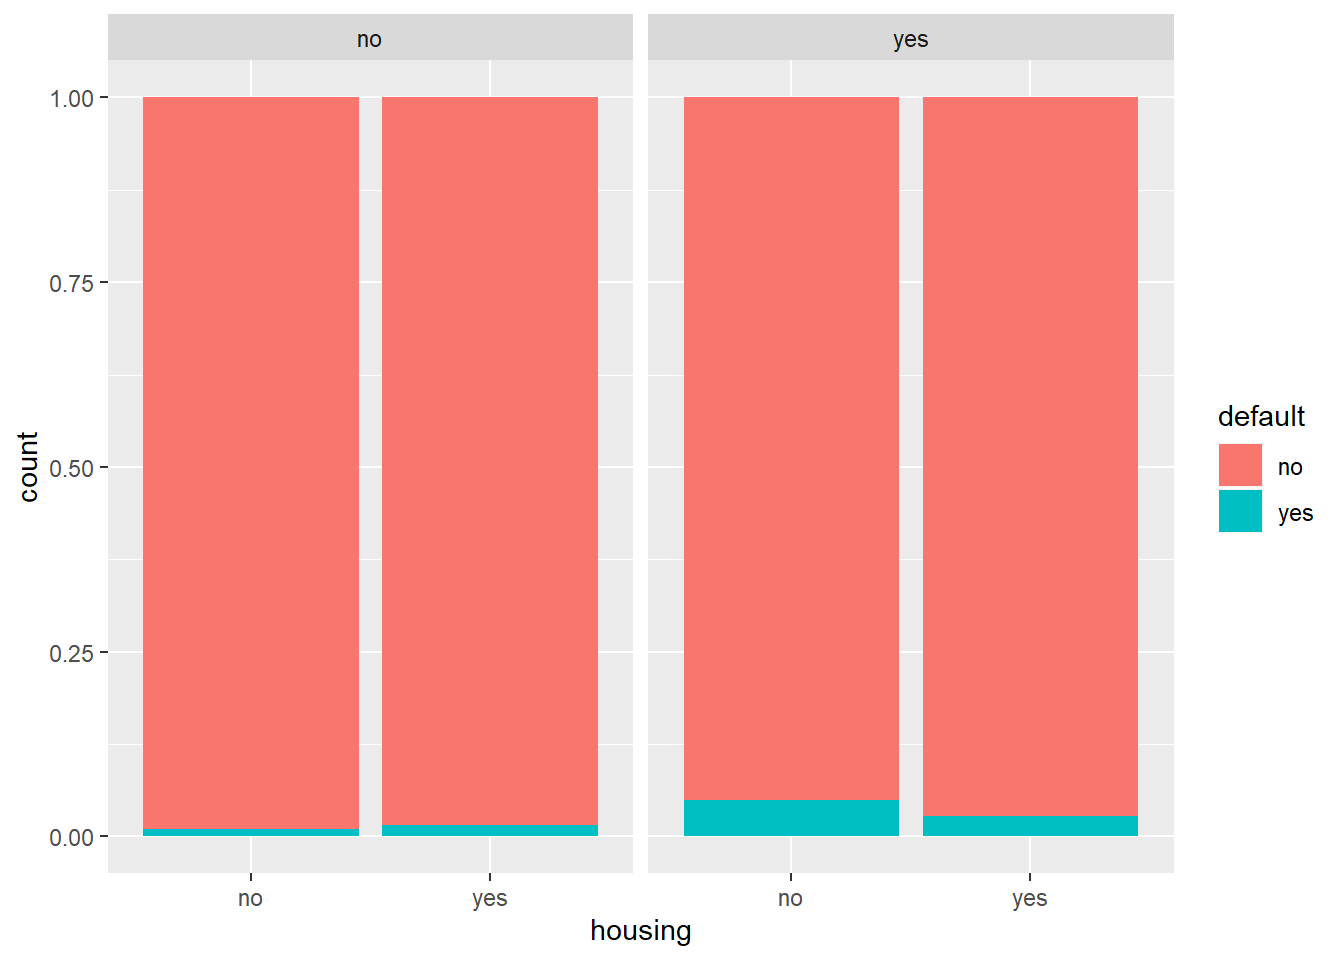 no
yes
1.00
0.75
0.50
0.25
0.00
count
no
yes
no
yes
housing
default
no
yes